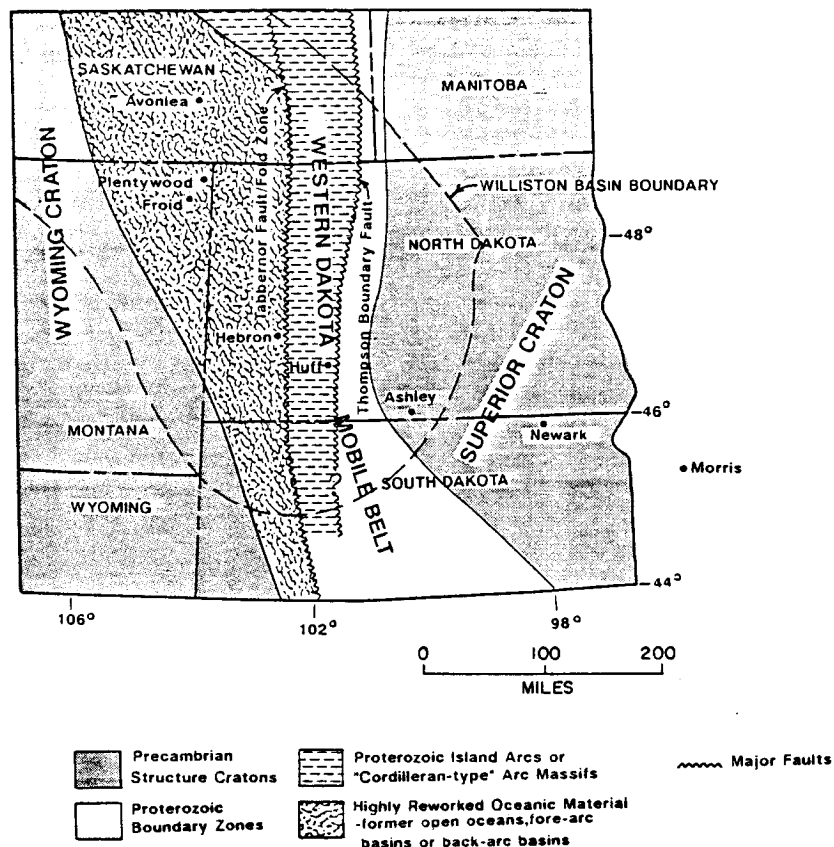 SASKATCHEWAN
Avonlea
MANITOBA
WYOMING CRATON
Tabbernor Fault/Fold Zone
WESTERN DAKOTA
MOBILE BELT
Plentywood
Froid
WILLISTON BASIN BOUNDARY
Thompson Boundary Fault
NORTH DAKOTA
48°
SUPERIOR CRATON
Hebron
Huff
Ashley
46°
Newark
MONTANA
Morris
SOUTH DAKOTA
WYOMING
44°
106°
102°
98°
0 100 200
MILES
Precambrian
Structure Cratons
Proterozoic Island Arcs or
"Cordilleran-type" Arc Massifs
Major Faults
Proterozoic
Boundary Zones
Highly Reworked Oceanic Material
-former open oceans,fore-arc
basins or back-arc basins